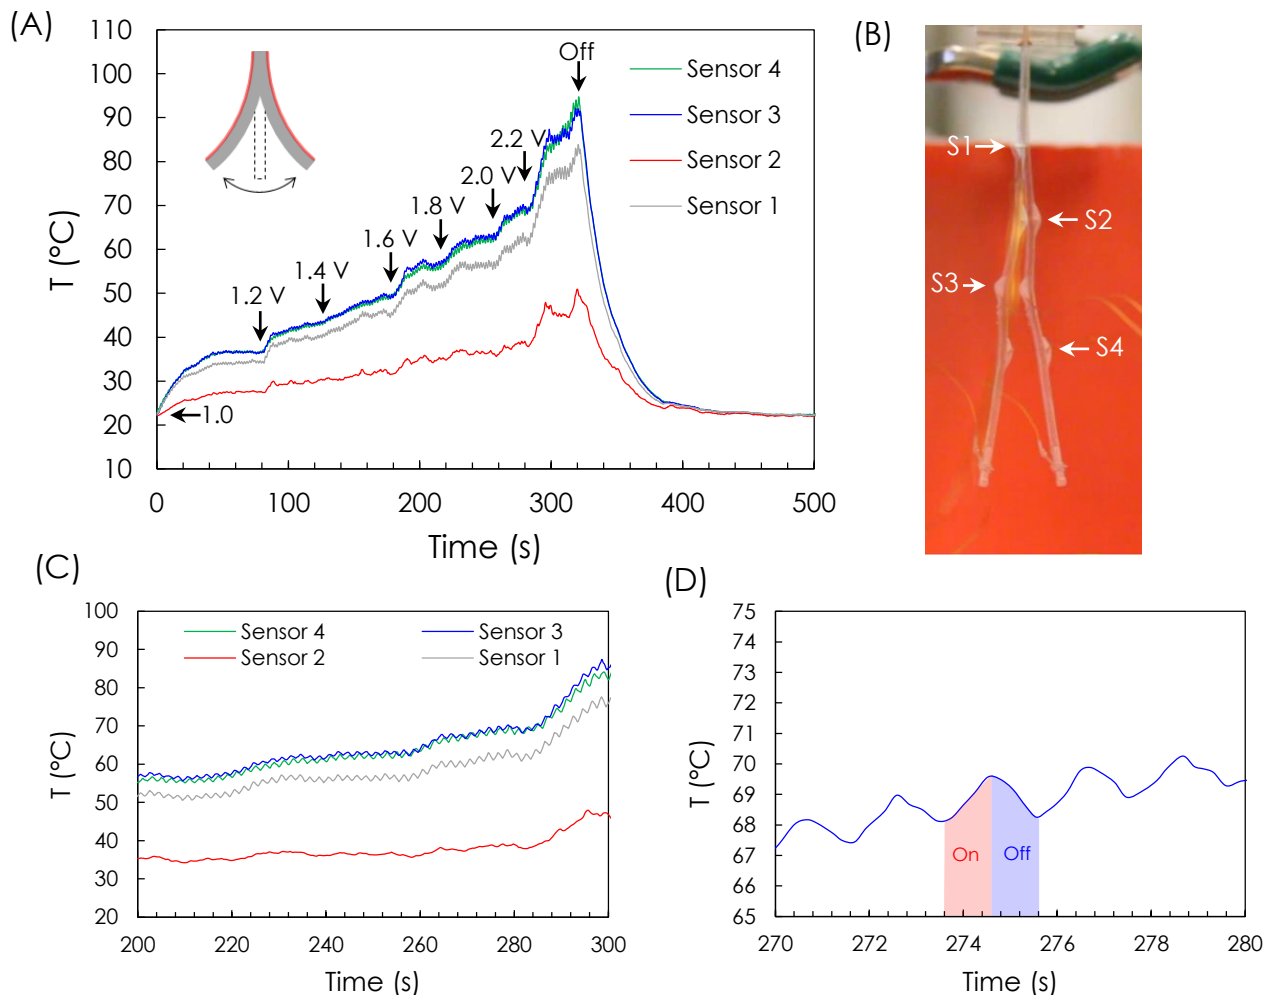 (A)
110
100
90
80
70
60
50
40
30
20
10
T (°C)
Off
2.2 V
2.0 V
1.8 V
1.6 V
1.4 V
1.2 V
1.0
Sensor 4
Sensor 3
Sensor 2
Sensor 1
0 100 200 300 400 500
Time (s)
(B)
S1
S2
S3
S4
(C)
100
90
80
70
60
50
40
30
20
T (°C)
Sensor 4 Sensor 3
Sensor 2 Sensor 1
200 220 240 260 280 300
Time (s)
(D)
75
74
73
72
71
70
69
68
67
66
65
T (°C)
On Off
270 272 274 276 278 280
Time (s)